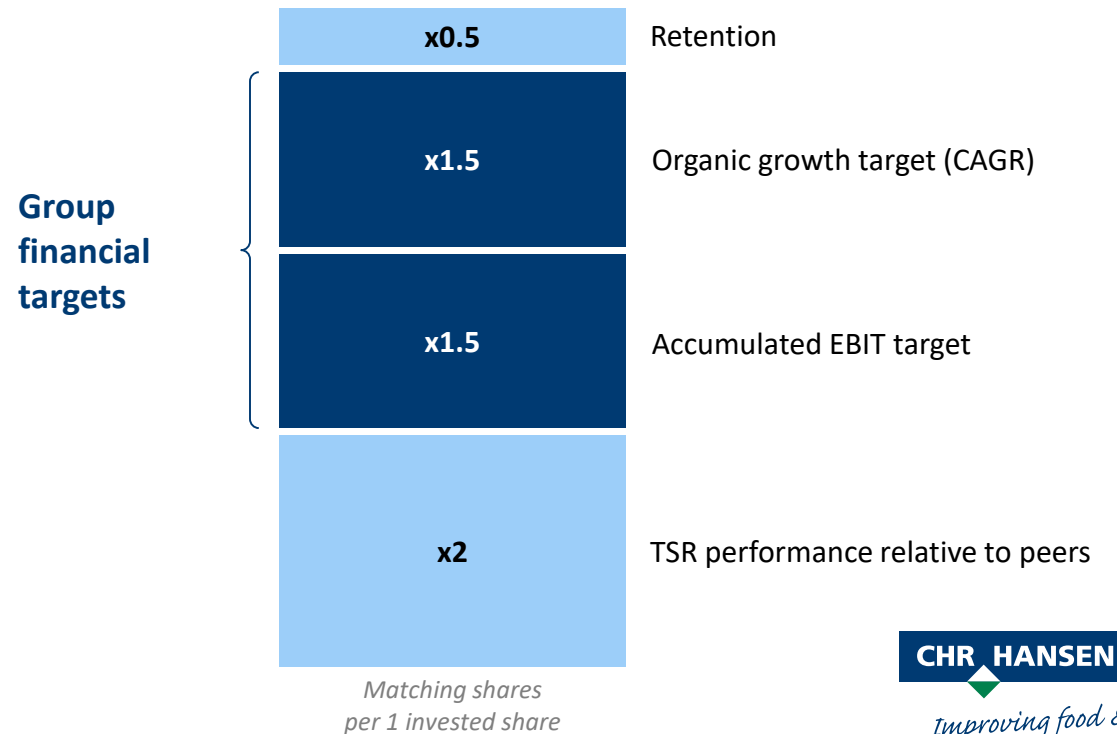 x0.5
Retention
Group
financial
targets
x1.5
Organic growth target (CAGR)
x1.5
Accumulated EBIT target
x2
TSR performance relative to peers
Matching shares
per 1 invested share
CHR HANSEN
Improving food &